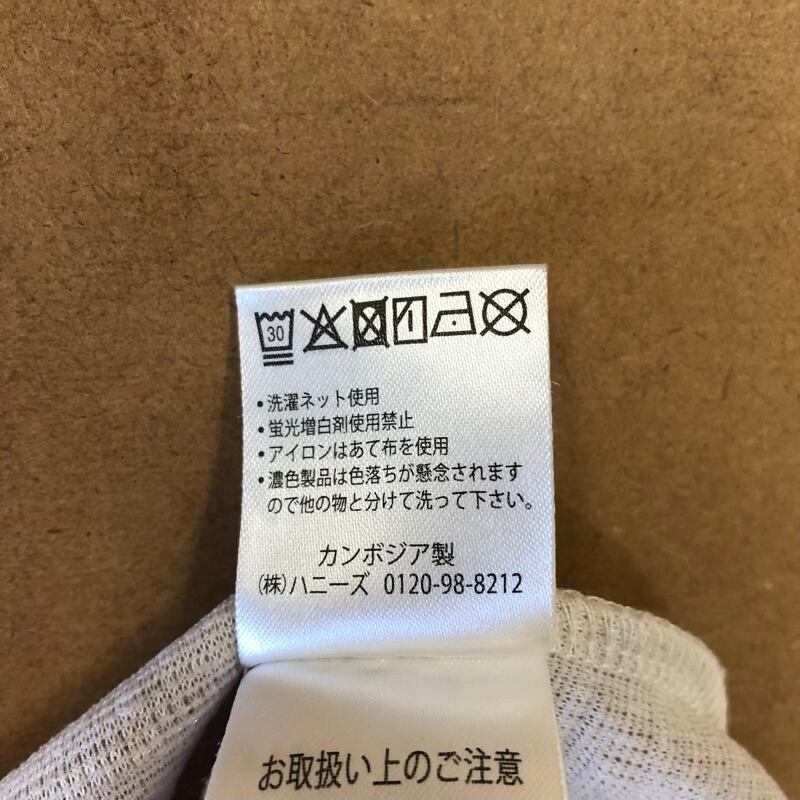 30
・洗濯ネット使用
・蛍光増白剤使用禁止
・アイロンはあて布を使用
・濃色製品は色落ちが懸念されます
ので他の物と分けて洗って下さい。
カンボジア製
(株)ハニーズ 0120-98-8212
お取扱い上のご注意